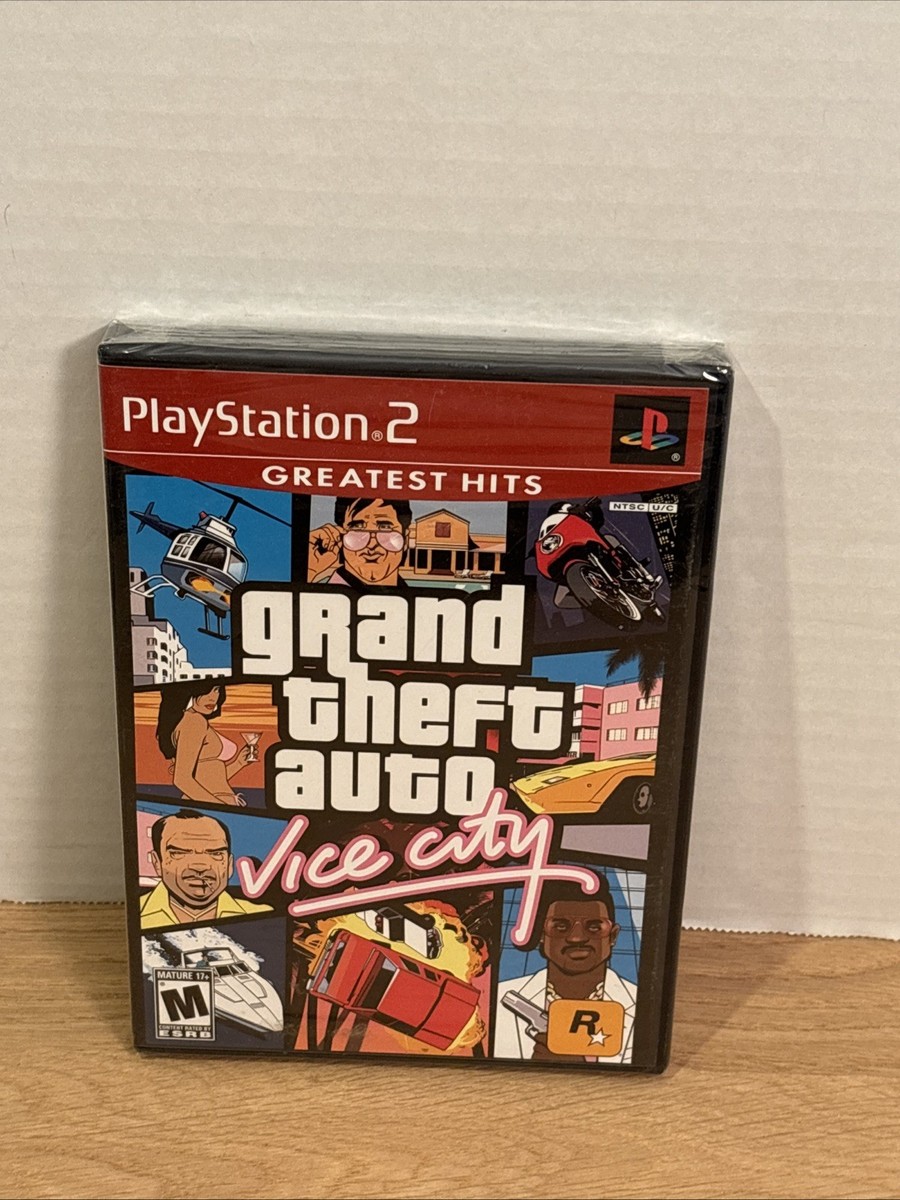 PlayStation®2
GREATEST HITS
NTSC U/C
grand
theft
auto
Vice City
MATURE 17+
M
CONTENT RATED BY
ESRB
R